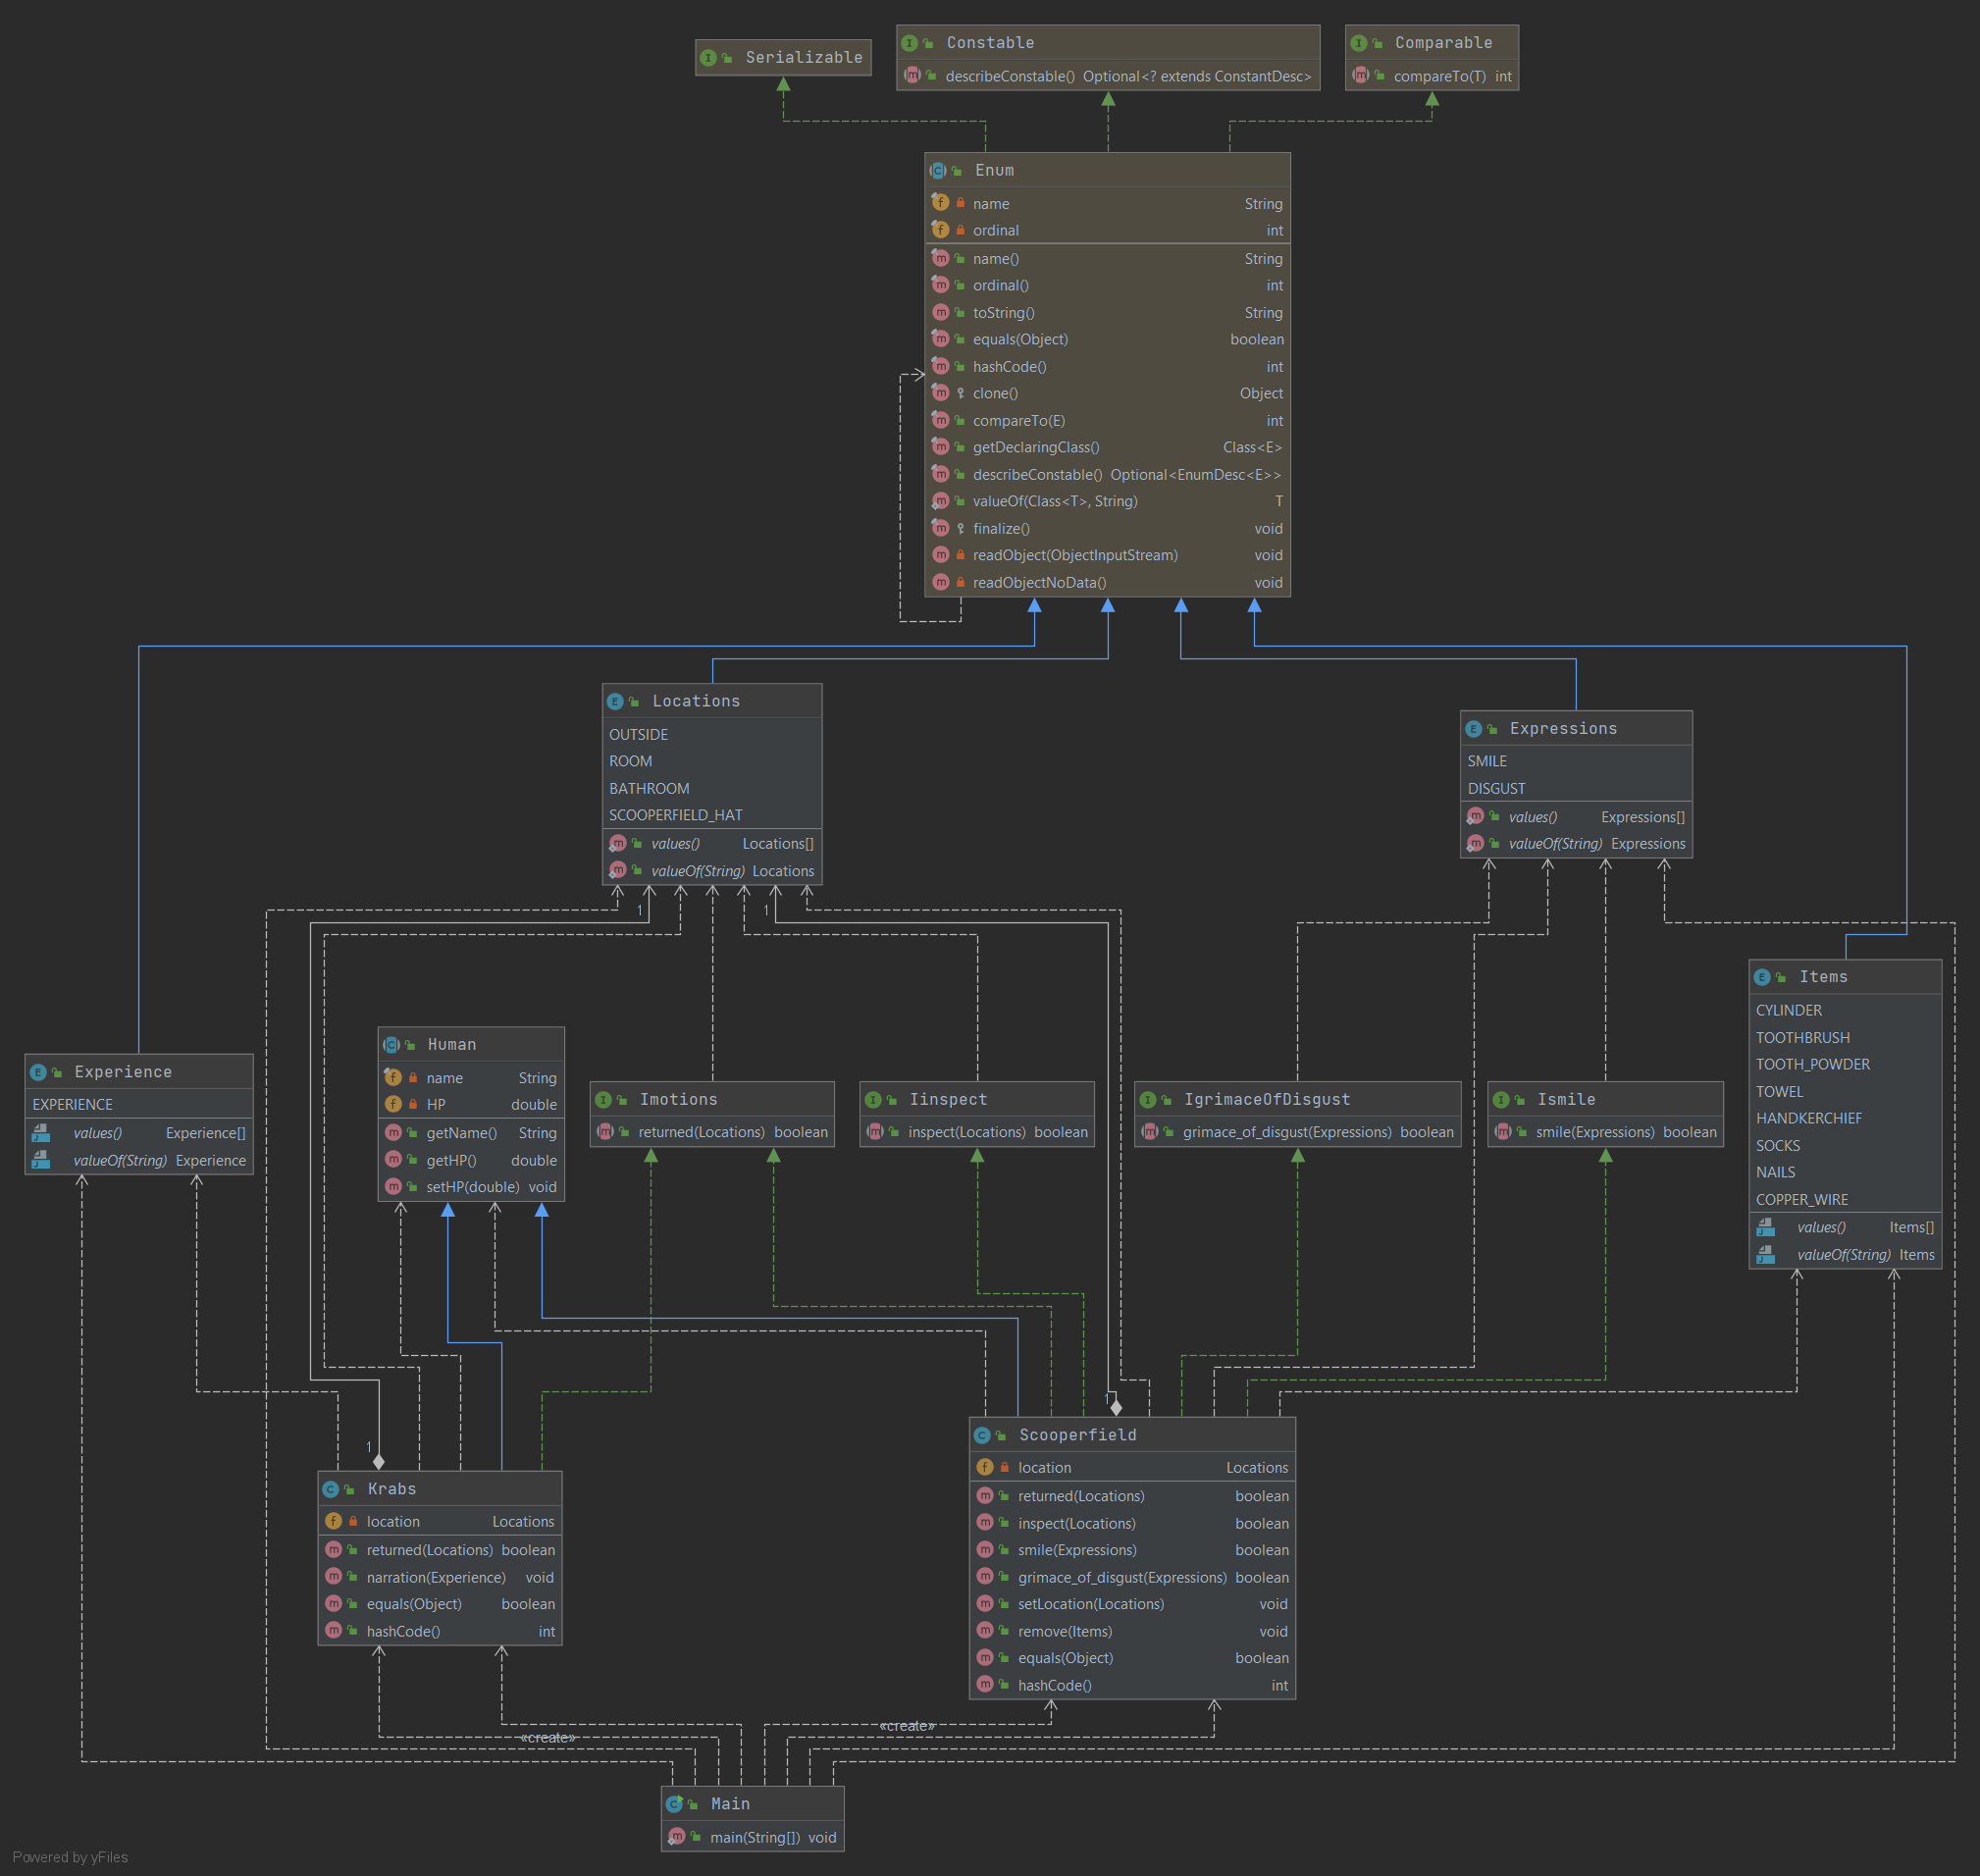 Serializable
Constable
describeConstable() Optional<? extends ConstantDesc>
Comparable
compareTo(T) int
Enum
name String
ordinal int
name() String
ordinal() int
toString() String
equals(Object) boolean
hashCode() int
clone() Object
compareTo(E) int
getDeclaringClass() Class<E>
describeConstable() Optional<EnumDesc<E>>
valueOf(Class<T>, String) T
finalize() void
readObject(ObjectInputStream) void
readObjectNoData() void
Locations
OUTSIDE
ROOM
BATHROOM
SCOOPERFIELD_HAT
values() Locations[]
valueOf(String) Locations
Expressions
SMILE
DISGUST
values() Expressions[]
valueOf(String) Expressions
1
1
Items
CYLINDER
TOOTHBRUSH
TOOTH_POWDER
TOWEL
HANDKERCHIEF
SOCKS
NAILS
COPPER_WIRE
values() Items[]
valueOf(String) Items
Experience
EXPERIENCE
values() Experience[]
valueOf(String) Experience
Human
name String
HP double
getName() String
getHP() double
setHP(double) void
Imotions
returned(Locations) boolean
Iinspect
inspect(Locations) boolean
IgrimaceOfDisgust
grimace_of_disgust(Expressions) boolean
Ismile
smile(Expressions) boolean
1
1
Krabs
location Locations
returned(Locations) boolean
narration(Experience) void
equals(Object) boolean
hashCode() int
Scooperfield
location Locations
returned(Locations) boolean
inspect(Locations) boolean
smile(Expressions) boolean
grimace_of_disgust(Expressions) boolean
setLocation(Locations) void
remove(Items) void
equals(Object) boolean
hashCode() int
«create»
«create»
Main
main(String[]) void
Powered by yFiles